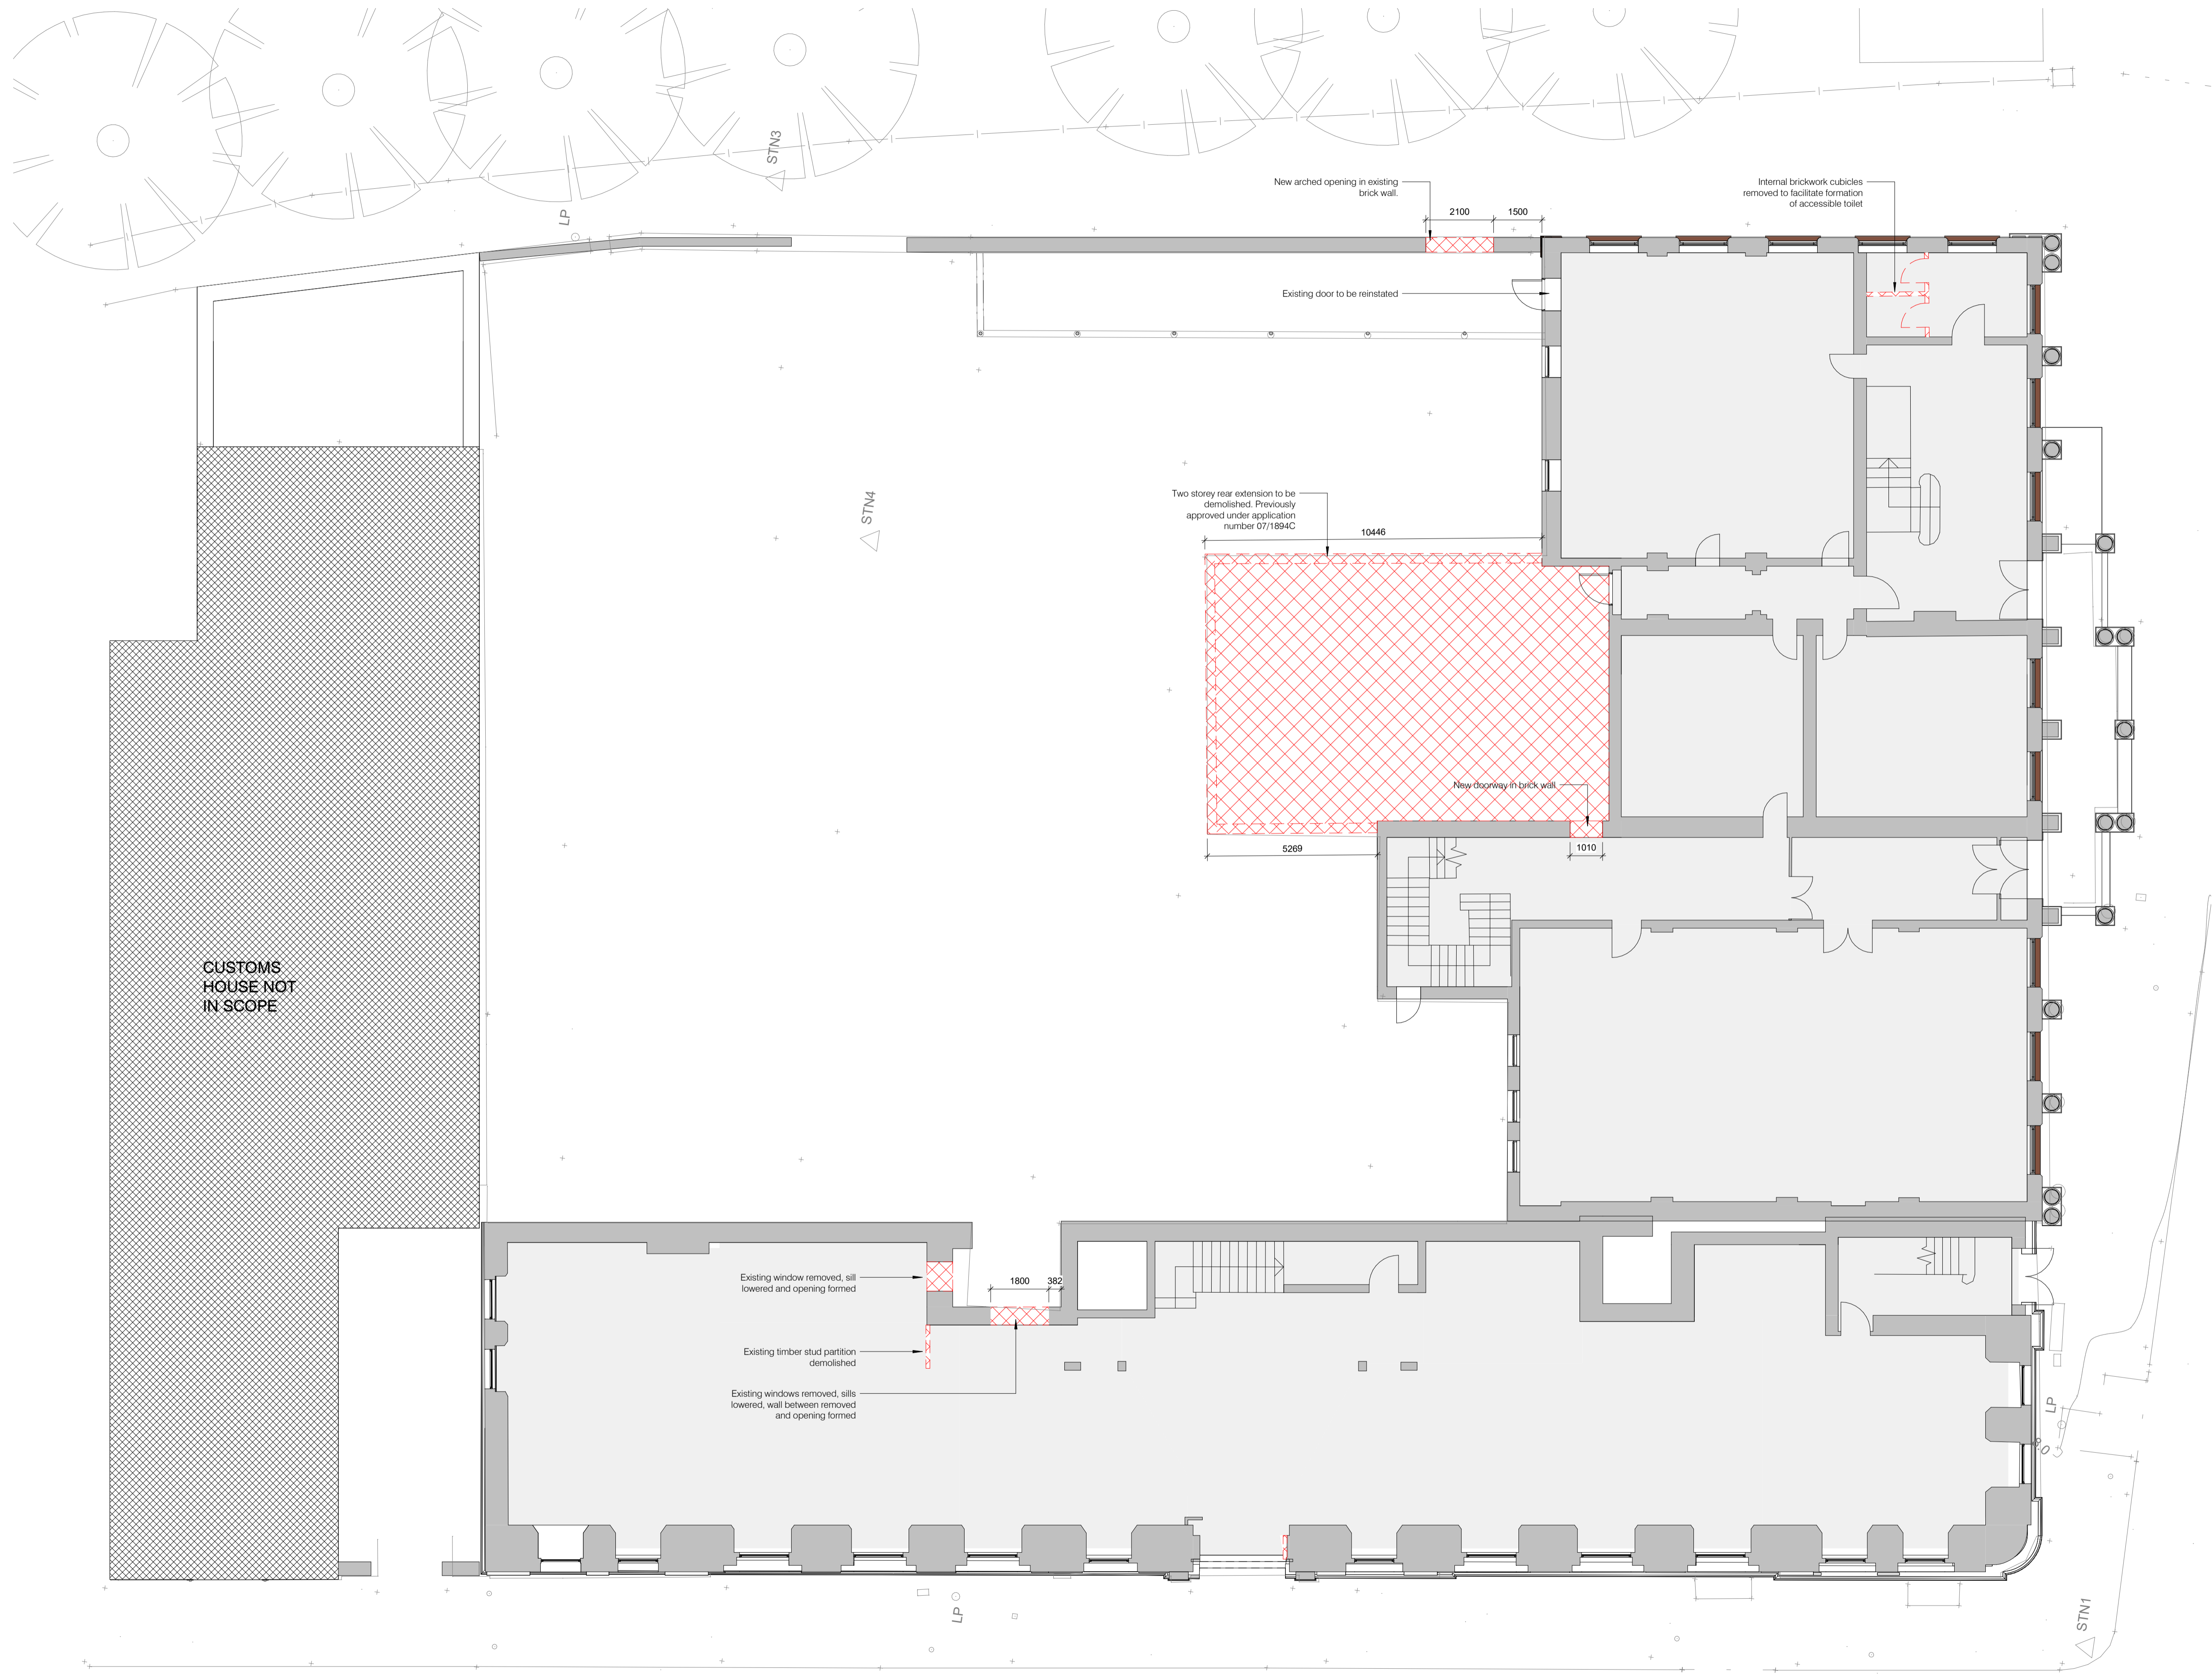 STN3
LP
New arched opening in existing
brick wall.
2100
1500
Internal brickwork cubicles
removed to facilitate formation
of accessible toilet
Existing door to be reinstated
STN4
Two storey rear extension to be
demolished. Previously
approved under application
number 07/1894C
10446
New doorway in brick wall
5269
1010
CUSTOMS
HOUSE NOT
IN SCOPE
Existing window removed, sill
lowered and opening formed
1800
382
Existing timber stud partition
demolished
Existing windows removed, sills
lowered, wall between removed
and opening formed
LP
LP
STN1